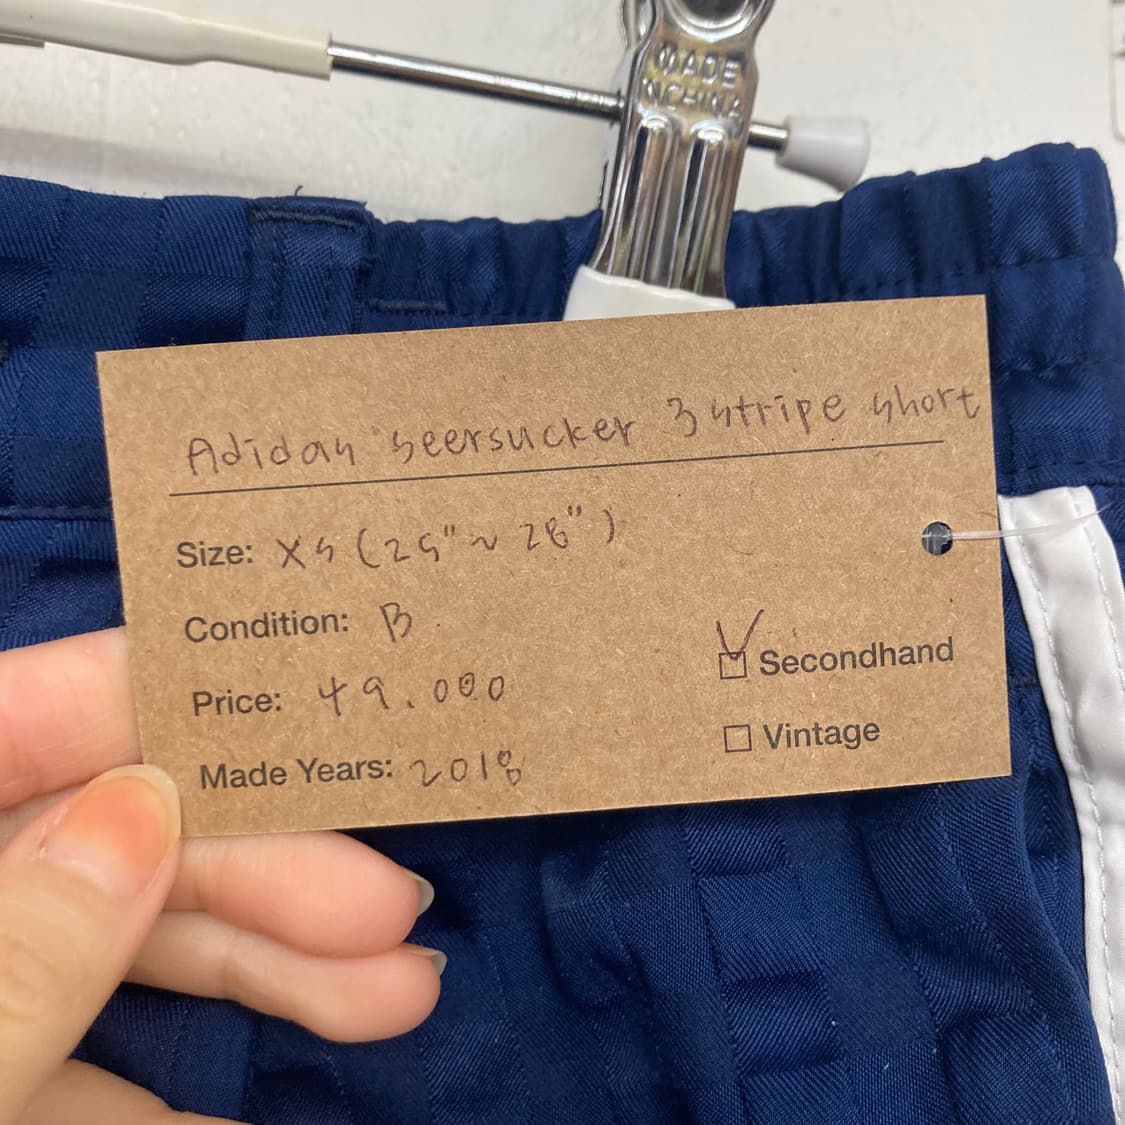 MADE
IN CHINA
Adidas seersucker 3 stripe short
Size: XS (25" ~ 28")
Condition: B
Price: 49.000
Made Years: 2018
☑ Secondhand
☐ Vintage